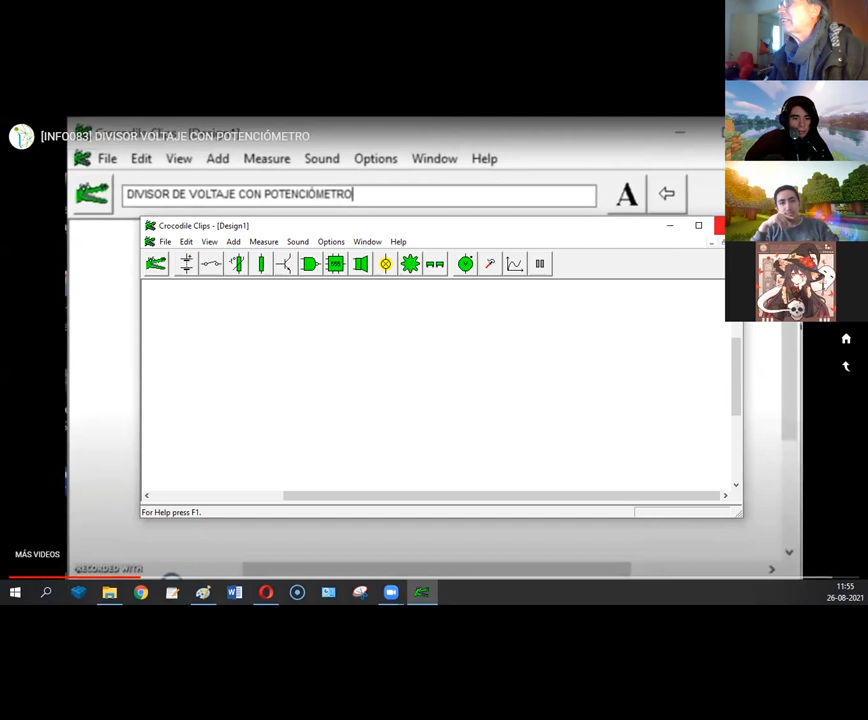 [INFO083] DIVISOR VOLTAJE CON POTENCIÓMETRO
File Edit View Add Measure Sound Options Window Help
DIVISOR DE VOLTAJE CON POTENCIÓMETRO
A
Crocodile Clips - [Design1]
File Edit View Add Measure Sound Options Window Help
For Help press F1.
MÁS VIDEOS
RECORDED WITH
11:55
26-08-2021